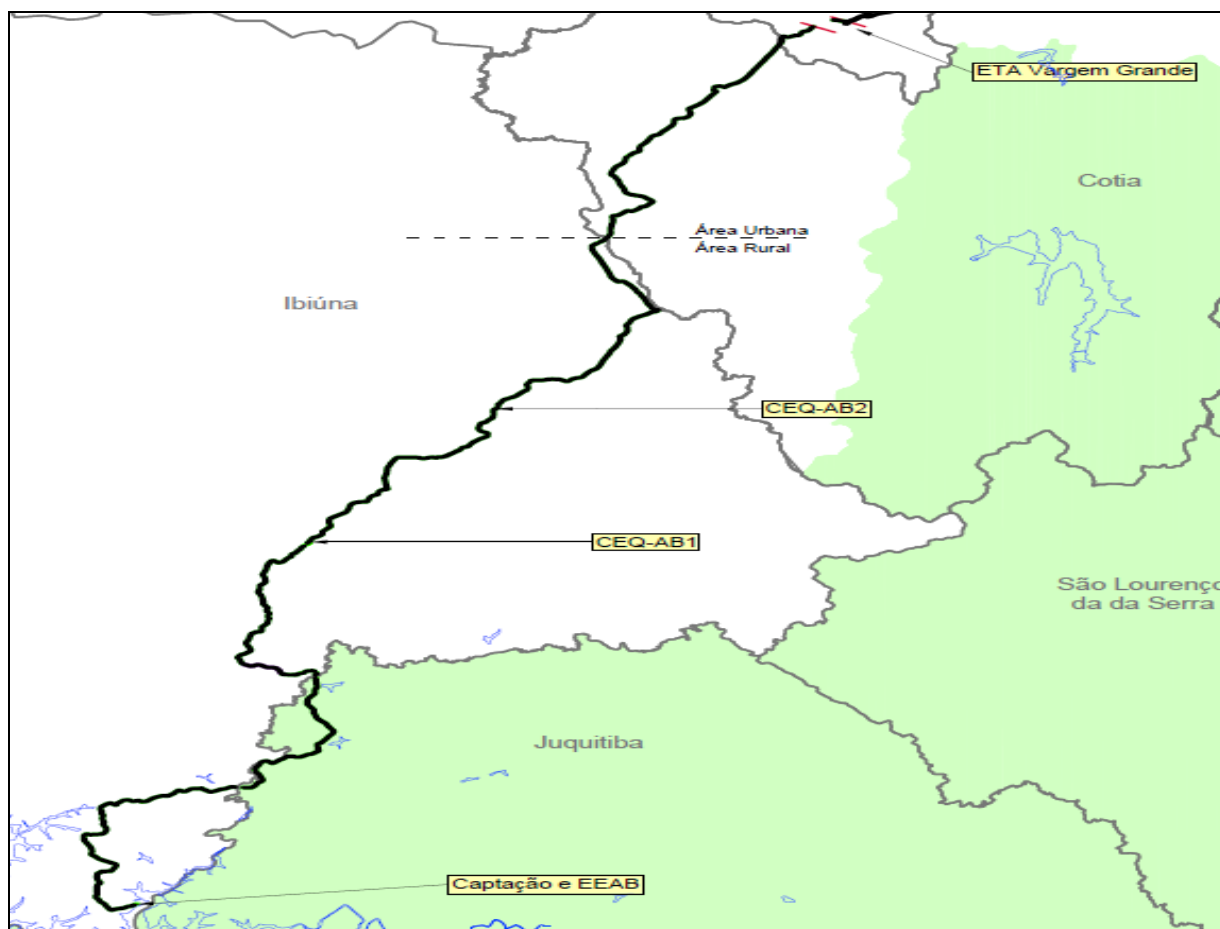 ETA Vargem Grande
Cotia
Área Urbana
Área Rural
Ibiúna
CEQ-AB2
CEQ-AB1
São Lourenço
da da Serra
Juquitiba
Captação e EEAB